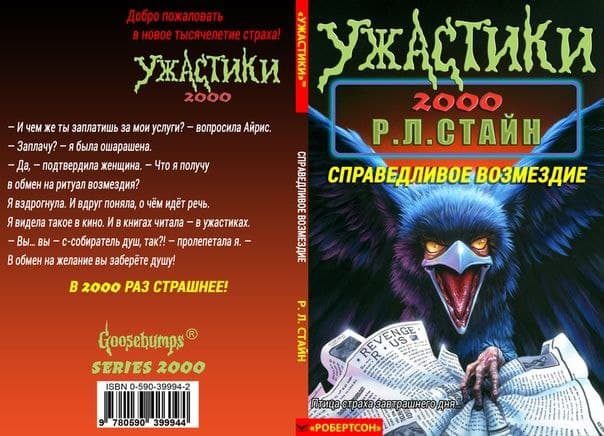 Добро пожаловать
в новое тысячелетие страха!
УЖАСТИКИ
2000
– И чем же ты заплатишь за мои услуги? – вопросила Айрис.
– Заплачу? – я была ошарашена.
– Да, – подтвердила женщина. – Что я получу
в обмен на ритуал возмездия?
Я вздрогнула. И вдруг поняла, о чём идёт речь.
Я видела такое в кино. И в книгах читала – в ужастиках.
– Вы... вы – с-собиратель душ, так?! – пролепетала я. –
В обмен на желание вы заберёте душу!
В 2000 РАЗ СТРАШНЕЕ!
Goosebumps®
SERIES 2000
ISBN 0-590-39994-2
9 780590 399944
«УЖАСТИКИ»™
СПРАВЕДЛИВОЕ ВОЗМЕЗДИЕ
Р. Л. СТАЙН
УЖАСТИКИ
2000
Р.Л.СТАЙН
СПРАВЕДЛИВОЕ ВОЗМЕЗДИЕ
REVENGE
R US
Птица страха завтрашнего дня...
«РОБЕРТСОН»